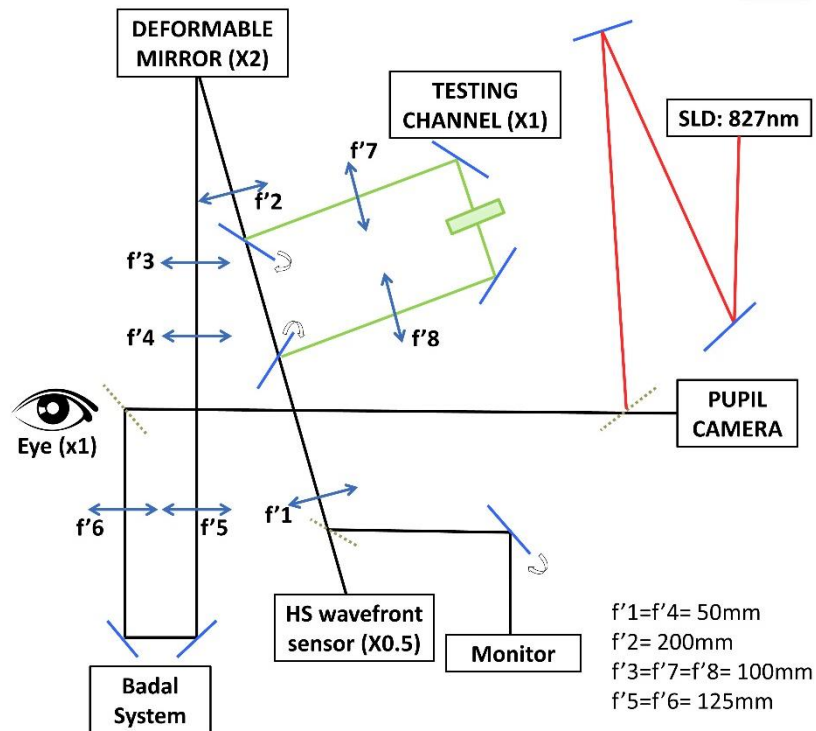 DEFORMABLE
MIRROR (X2)
TESTING
CHANNEL (X1)
SLD: 827nm
f'7
f'2
f'3
f'4
f'8
Eye (x1)
PUPIL
CAMERA
f'6
f'5
f'1
HS wavefront
sensor (X0.5)
Monitor
Badal
System
f'1=f'4= 50mm
f'2= 200mm
f'3=f'7=f'8= 100mm
f'5=f'6= 125mm